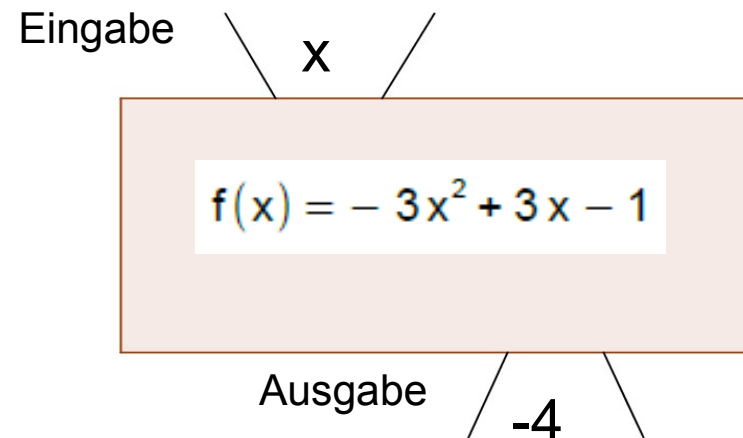 Eingabe
x
f(x) = − 3x² + 3x − 1
Ausgabe
-4